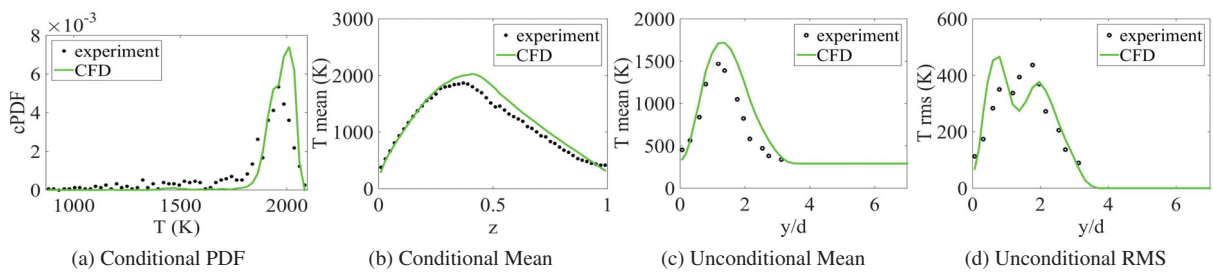 8 × 10⁻³
experiment
CFD
6
4
2
0
cPDF
1000
1500
2000
T (K)
(a) Conditional PDF
3000
experiment
CFD
2000
1000
0
T mean (K)
0
0.5
1
z
(b) Conditional Mean
2000
experiment
CFD
1500
1000
500
0
T mean (K)
0
2
4
6
y/d
(c) Unconditional Mean
600
experiment
CFD
400
200
0
T rms (K)
0
2
4
6
y/d
(d) Unconditional RMS